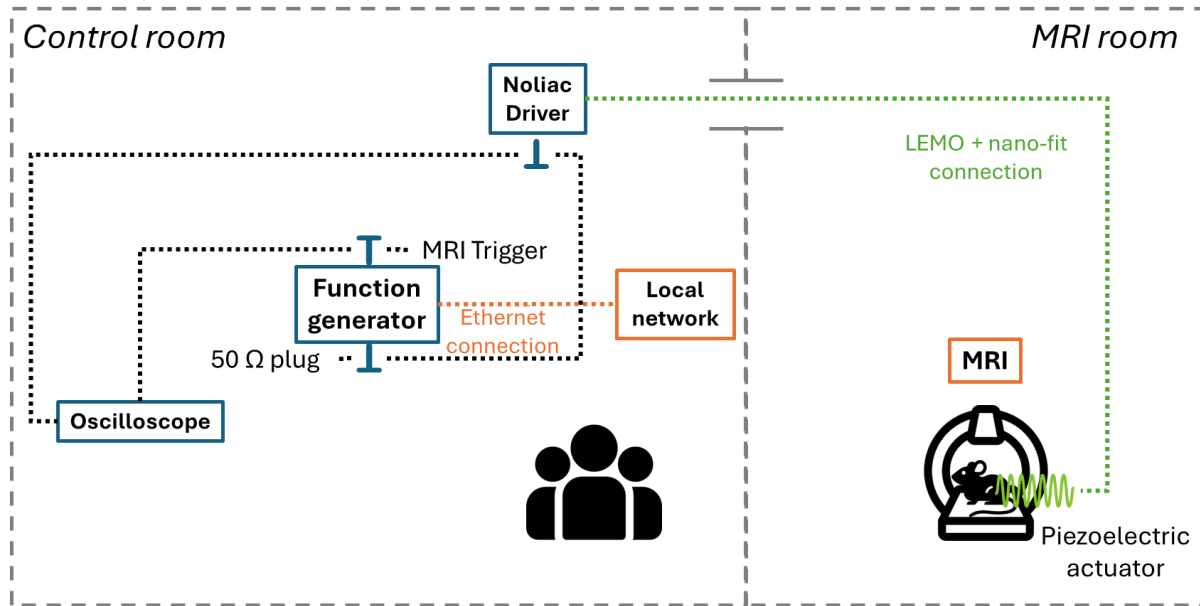 Control room
MRI room
Noliac
Driver
LEMO + nano-fit
connection
MRI Trigger
Function
generator
Ethernet
connection
Local
network
50 Ω plug
MRI
Oscilloscope
Piezoelectric
actuator